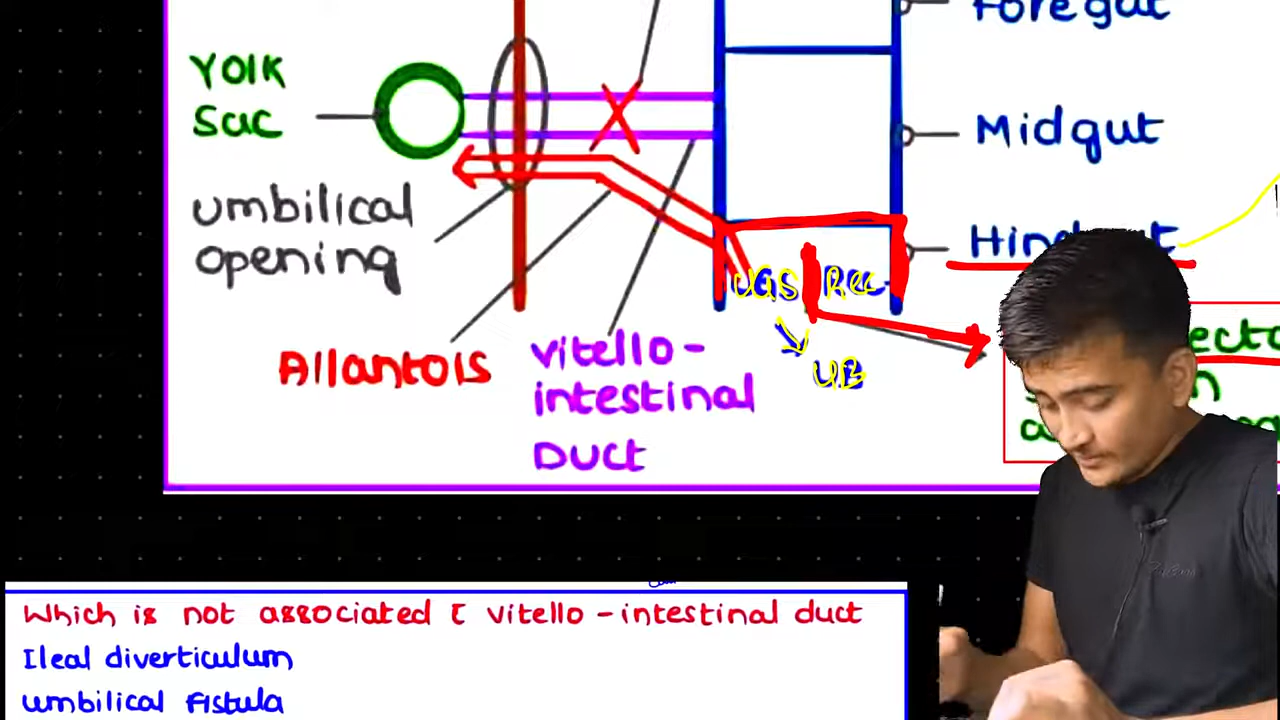 Foregut
Yolk
Sac
Midgut
umbilical
opening
UGS Rec
UB
Allantois
vitello-
intestinal
Duct
Which is not associated c vitello-intestinal duct
Ileal diverticulum
umbilical Fistula